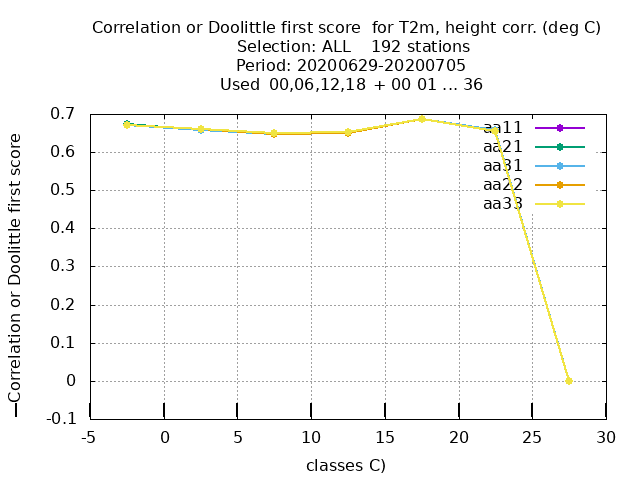 Correlation or Doolittle first score  for T2m, height corr. (deg C)
Selection: ALL    192 stations
Period: 20200629-20200705
Used  00,06,12,18  + 00 01 ... 36
Correlation or Doolittle first score
0.7
0.6
0.5
0.4
0.3
0.2
0.1
0
-0.1
aa11
aa21
aa31
aa22
aa33
-5 0 5 10 15 20 25 30
classes C)